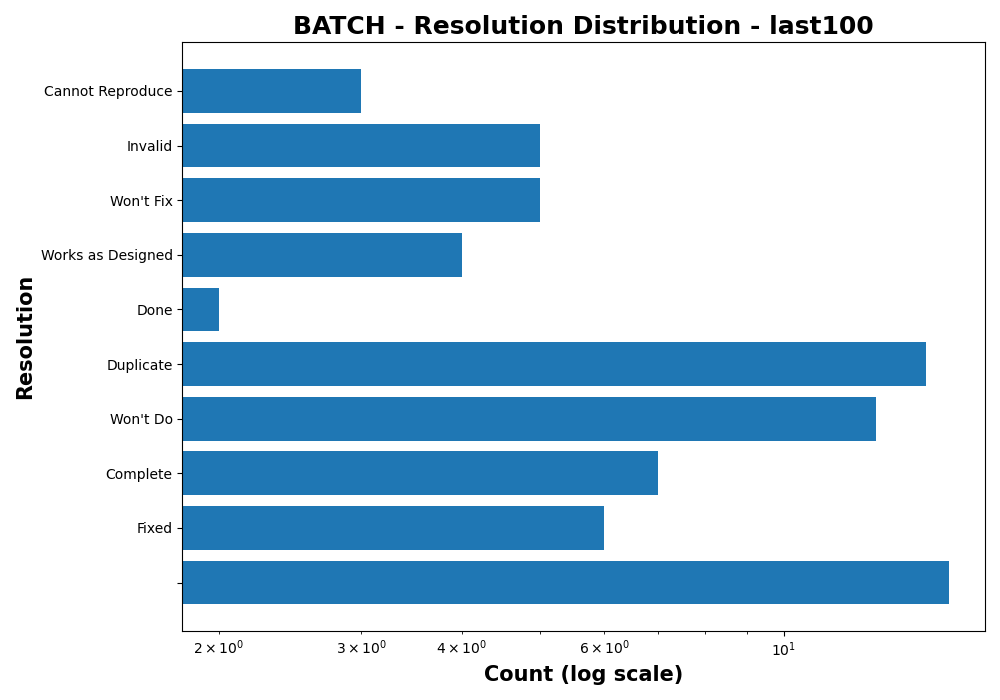 BATCH - Resolution Distribution - last100
Cannot Reproduce
Invalid
Won't Fix
Works as Designed
Done
Duplicate
Won't Do
Complete
Fixed
Resolution
2 × 10⁰
3 × 10⁰
4 × 10⁰
6 × 10⁰
10¹
Count (log scale)